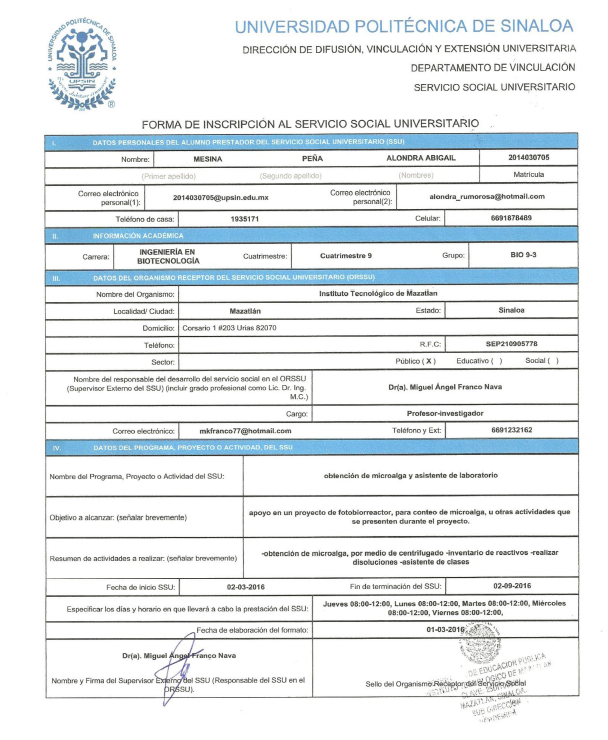 UNIVERSIDAD POLITÉCNICA DE SINALOA
DIRECCIÓN DE DIFUSIÓN, VINCULACIÓN Y EXTENSIÓN UNIVERSITARIA
DEPARTAMENTO DE VINCULACIÓN
SERVICIO SOCIAL UNIVERSITARIO
UNIVERSIDAD POLITÉCNICA DE SINALOA
UPSIN
FORMA DE INSCRIPCIÓN AL SERVICIO SOCIAL UNIVERSITARIO
I. DATOS PERSONALES DEL ALUMNO PRESTADOR DEL SERVICIO SOCIAL UNIVERSITARIO (SSU)
Nombre: MESINA PEÑA ALONDRA ABIGAIL 2014030705
(Primer apellido) (Segundo apellido) (Nombres) Matrícula
Correo electrónico personal(1): 2014030705@upsin.edu.mx Correo electrónico personal(2): alondra_rumorosa@hotmail.com
Teléfono de casa: 1935171 Celular: 6691878489
II. INFORMACIÓN ACADÉMICA
Carrera: INGENIERÍA EN BIOTECNOLOGÍA Cuatrimestre: Cuatrimestre 9 Grupo: BIO 9-3
III. DATOS DEL ORGANISMO RECEPTOR DEL SERVICIO SOCIAL UNIVERSITARIO (ORSSU)
Nombre del Organismo: Instituto Tecnológico de Mazatlan
Localidad/ Ciudad: Mazatlán Estado: Sinaloa
Domicilio: Corsario 1 #203 Urias 82070
Teléfono: R.F.C: SEP210905778
Sector: Público ( X ) Educativo ( ) Social ( )
Nombre del responsable del desarrollo del servicio social en el ORSSU
(Supervisor Externo del SSU) (incluir grado profesional como Lic. Dr. Ing.
M.C.)
Dr(a). Miguel Ángel Franco Nava
Cargo: Profesor-investigador
Correo electrónico: mkfranco77@hotmail.com Teléfono y Ext: 6691232162
IV. DATOS DEL PROGRAMA, PROYECTO O ACTIVIDAD, DEL SSU
Nombre del Programa, Proyecto o Actividad del SSU: obtención de microalga y asistente de laboratorio
Objetivo a alcanzar: (señalar brevemente)
apoyo en un proyecto de fotobiorreactor, para conteo de microalga, u otras actividades que
se presenten durante el proyecto.
Resumen de actividades a realizar: (señalar brevemente)
-obtención de microalga, por medio de centrifugado -inventario de reactivos -realizar
disoluciones -asistente de clases
Fecha de inicio SSU: 02-03-2016 Fin de terminación del SSU: 02-09-2016
Especificar los días y horario en que llevará a cabo la prestación del SSU:
Jueves 08:00-12:00, Lunes 08:00-12:00, Martes 08:00-12:00, Miércoles
08:00-12:00, Viernes 08:00-12:00,
Fecha de elaboración del formato: 01-03-2016
Dr(a). Miguel Ángel Franco Nava
Nombre y Firma del Supervisor Externo del SSU (Responsable del SSU en el
ORSSU).
Sello del Organismo Receptor del Servicio Social
DE EDUCACION PUBLICA
MAZATLAN, SINALOA.
SUB DIRECCION